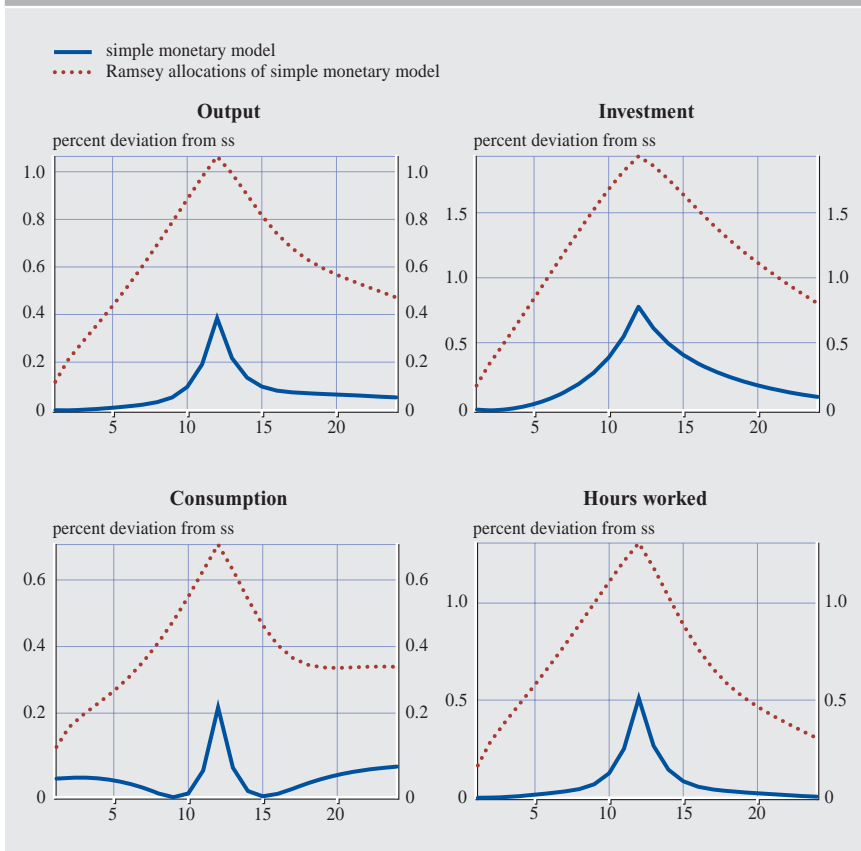 simple monetary model
Ramsey allocations of simple monetary model
Output
percent deviation from ss
1.0
0.8
0.6
0.4
0.2
0
1.0
0.8
0.6
0.4
0.2
0
5 10 15 20
Investment
percent deviation from ss
1.5
1.0
0.5
0
1.5
1.0
0.5
0
5 10 15 20
Consumption
percent deviation from ss
0.6
0.4
0.2
0
0.6
0.4
0.2
0
5 10 15 20
Hours worked
percent deviation from ss
1.0
0.5
0
1.0
0.5
0
5 10 15 20